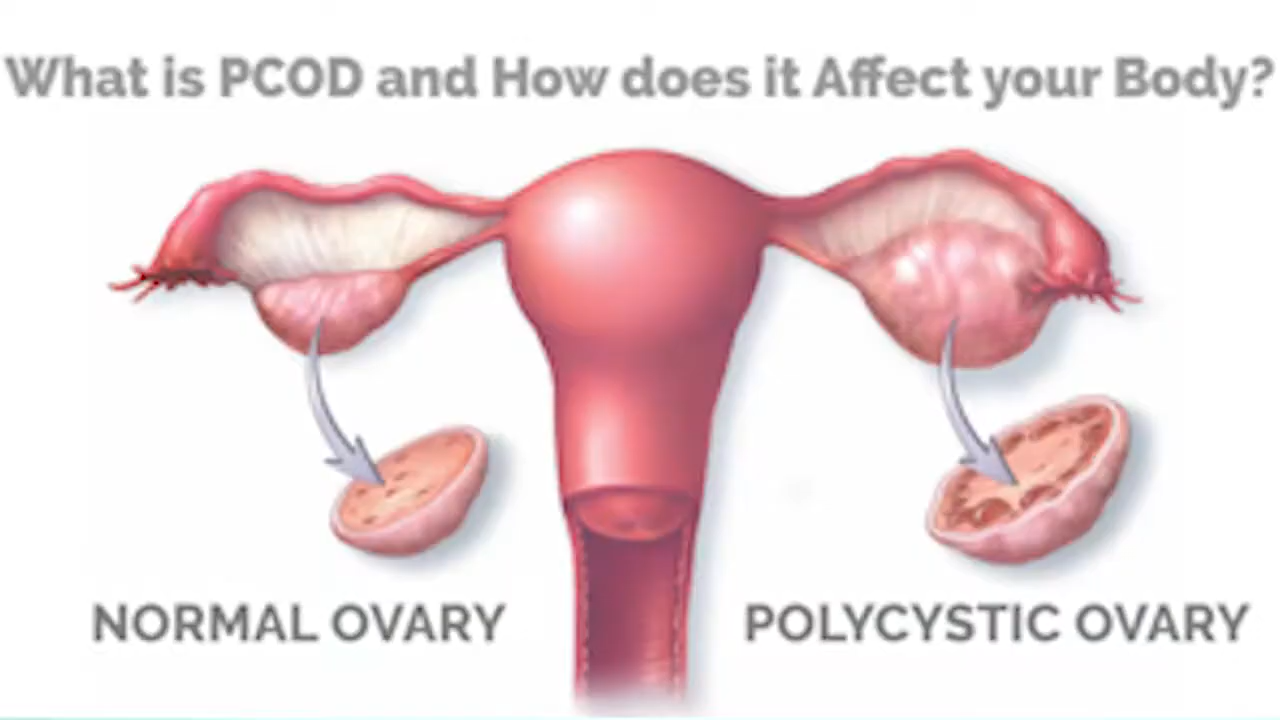 What is PCOD and How does it Affect your Body?
NORMAL OVARY
POLYCYSTIC OVARY